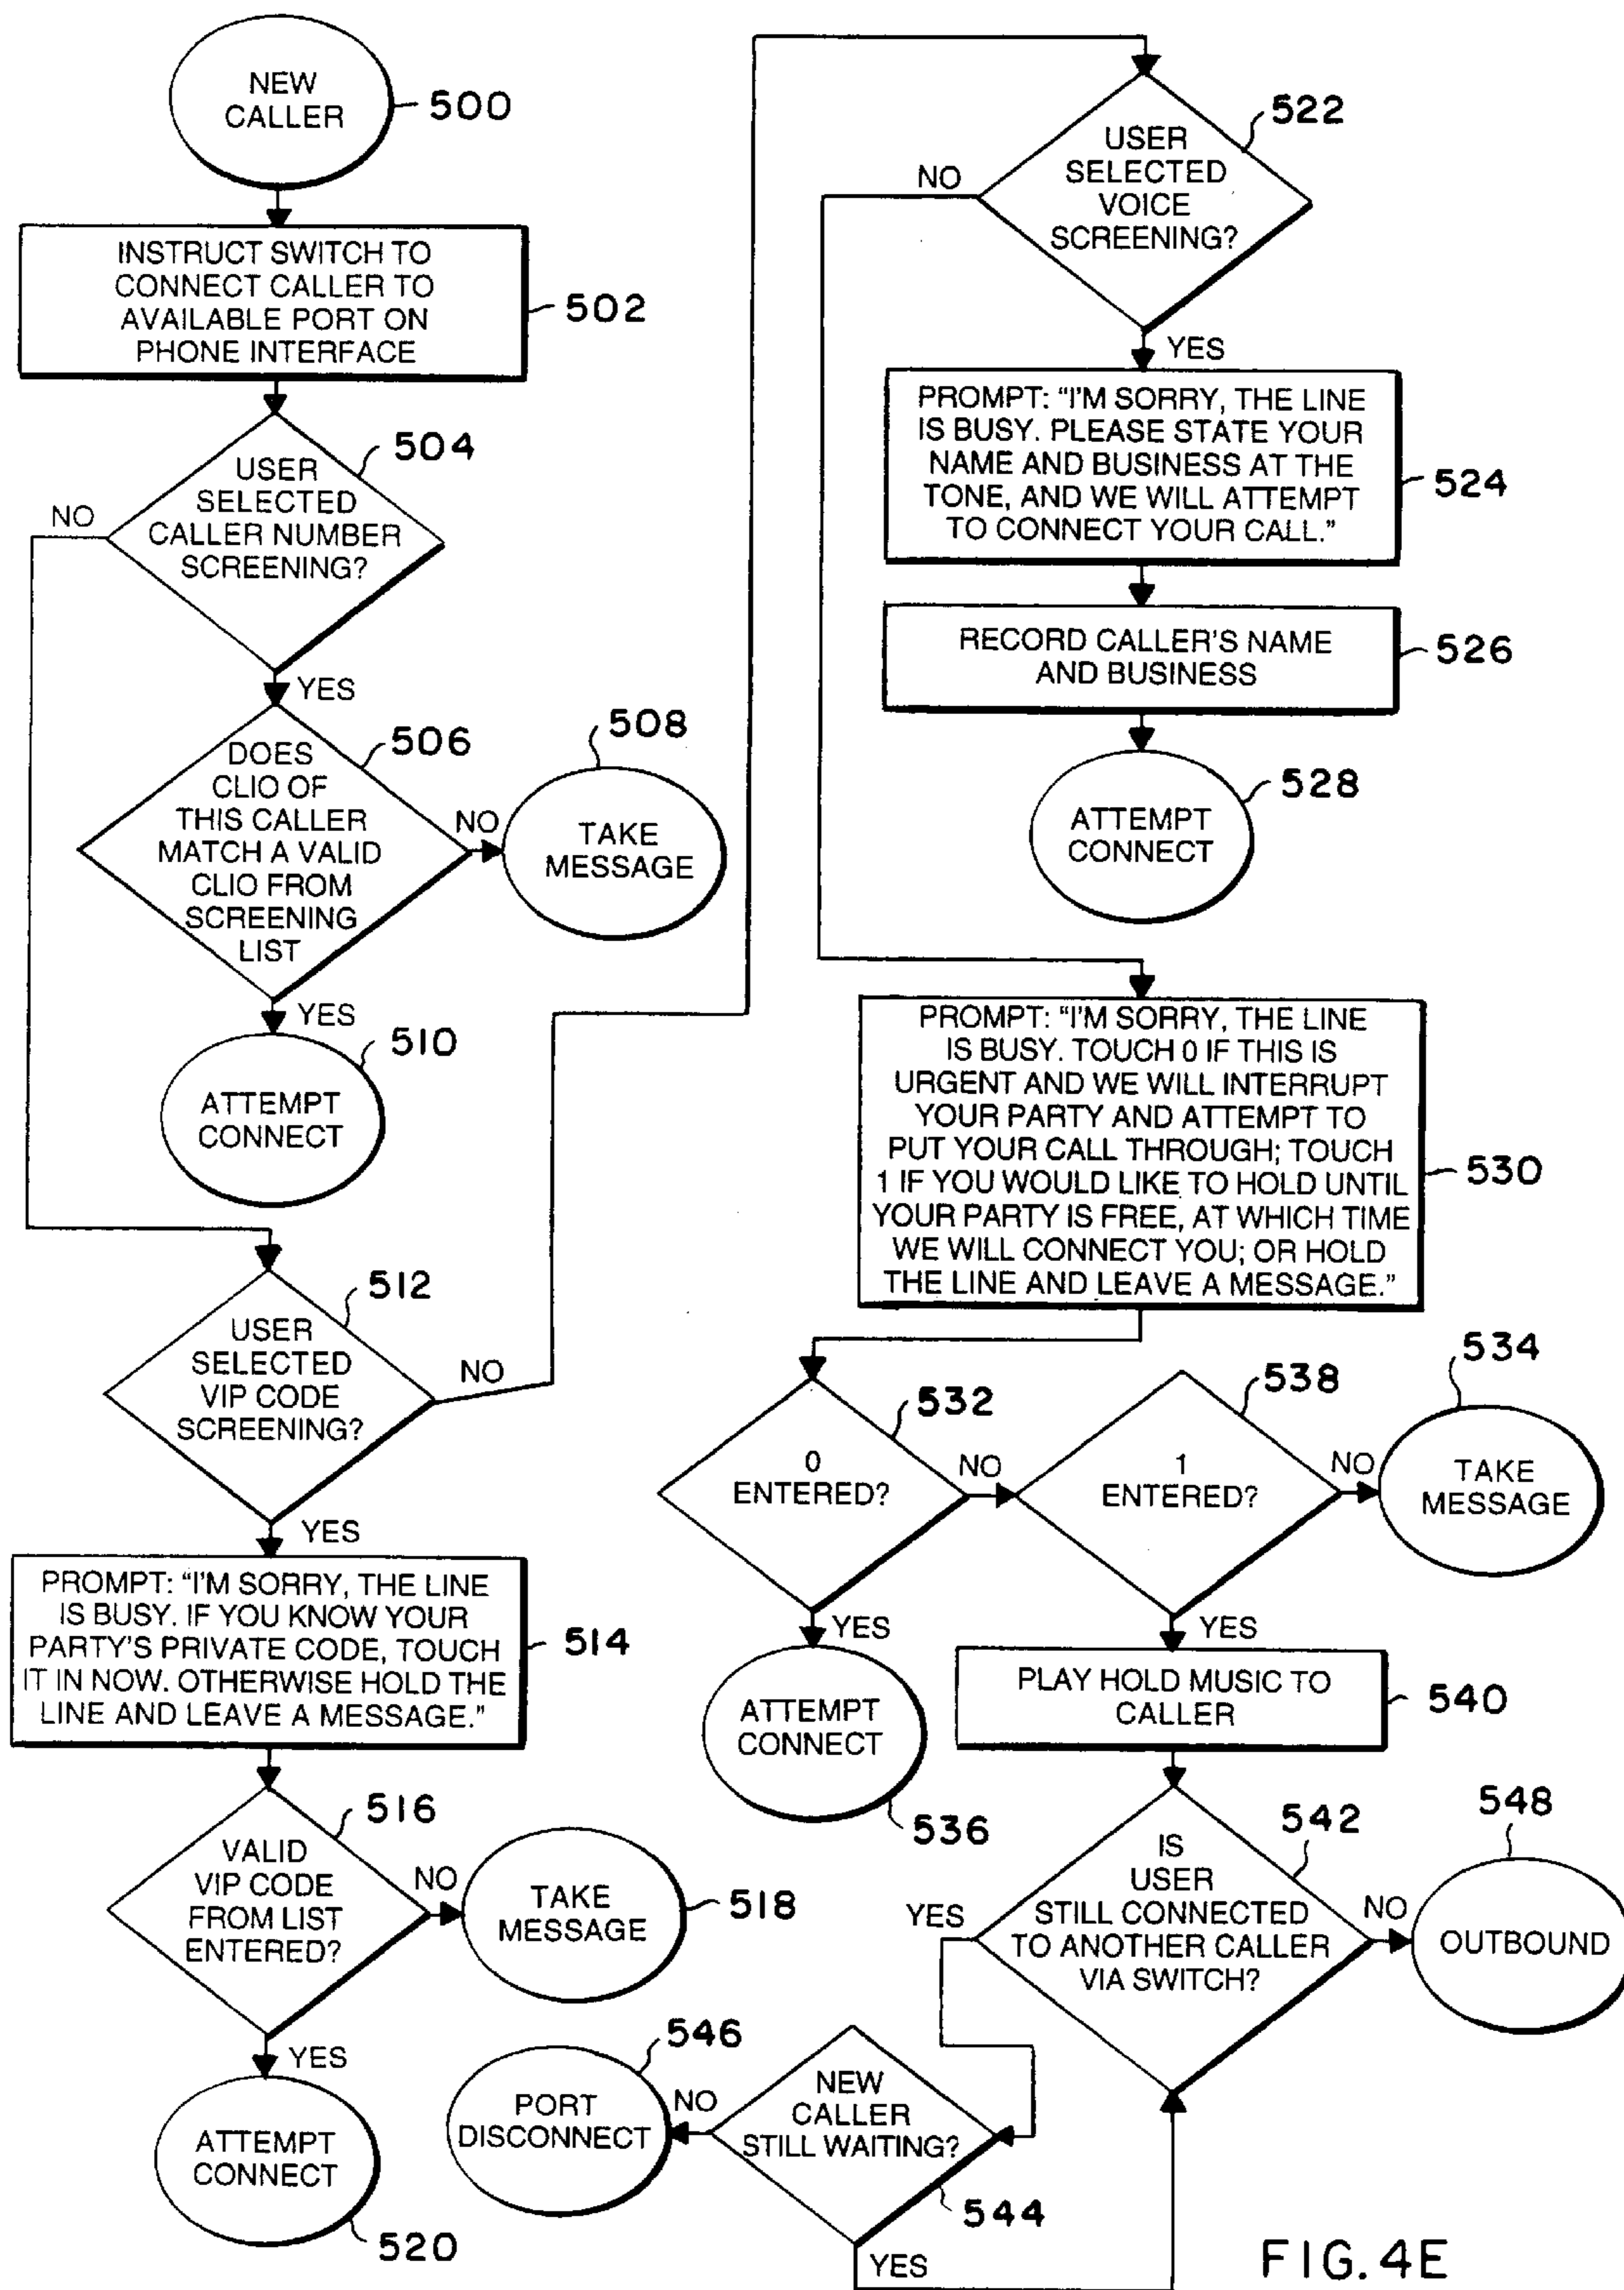 NEW
CALLER
500
INSTRUCT SWITCH TO
CONNECT CALLER TO
AVAILABLE PORT ON
PHONE INTERFACE
502
504
USER
SELECTED
CALLER NUMBER
SCREENING?
NO
YES
506
DOES
CLIO OF
THIS CALLER
MATCH A VALID
CLIO FROM
SCREENING
LIST
NO
508
TAKE
MESSAGE
YES
510
ATTEMPT
CONNECT
512
USER
SELECTED
VIP CODE
SCREENING?
NO
YES
PROMPT: “I'M SORRY, THE LINE
IS BUSY. IF YOU KNOW YOUR
PARTY'S PRIVATE CODE, TOUCH
IT IN NOW. OTHERWISE HOLD THE
LINE AND LEAVE A MESSAGE.”
514
516
VALID
VIP CODE
FROM LIST
ENTERED?
NO
TAKE
MESSAGE
518
YES
ATTEMPT
CONNECT
520
522
USER
SELECTED
VOICE
SCREENING?
NO
YES
PROMPT: “I'M SORRY, THE LINE
IS BUSY. PLEASE STATE YOUR
NAME AND BUSINESS AT THE
TONE, AND WE WILL ATTEMPT
TO CONNECT YOUR CALL.”
524
RECORD CALLER'S NAME
AND BUSINESS
526
528
ATTEMPT
CONNECT
PROMPT: “I'M SORRY, THE LINE
IS BUSY. TOUCH 0 IF THIS IS
URGENT AND WE WILL INTERRUPT
YOUR PARTY AND ATTEMPT TO
PUT YOUR CALL THROUGH; TOUCH
1 IF YOU WOULD LIKE TO HOLD UNTIL
YOUR PARTY IS FREE, AT WHICH TIME
WE WILL CONNECT YOU; OR HOLD
THE LINE AND LEAVE A MESSAGE.”
530
532
0
ENTERED?
NO
538
1
ENTERED?
NO
534
TAKE
MESSAGE
YES
ATTEMPT
CONNECT
536
YES
PLAY HOLD MUSIC TO
CALLER
540
542
IS
USER
STILL CONNECTED
TO ANOTHER CALLER
VIA SWITCH?
NO
548
OUTBOUND
YES
546
PORT
DISCONNECT
NO
NEW
CALLER
STILL WAITING?
544
YES
FIG. 4E